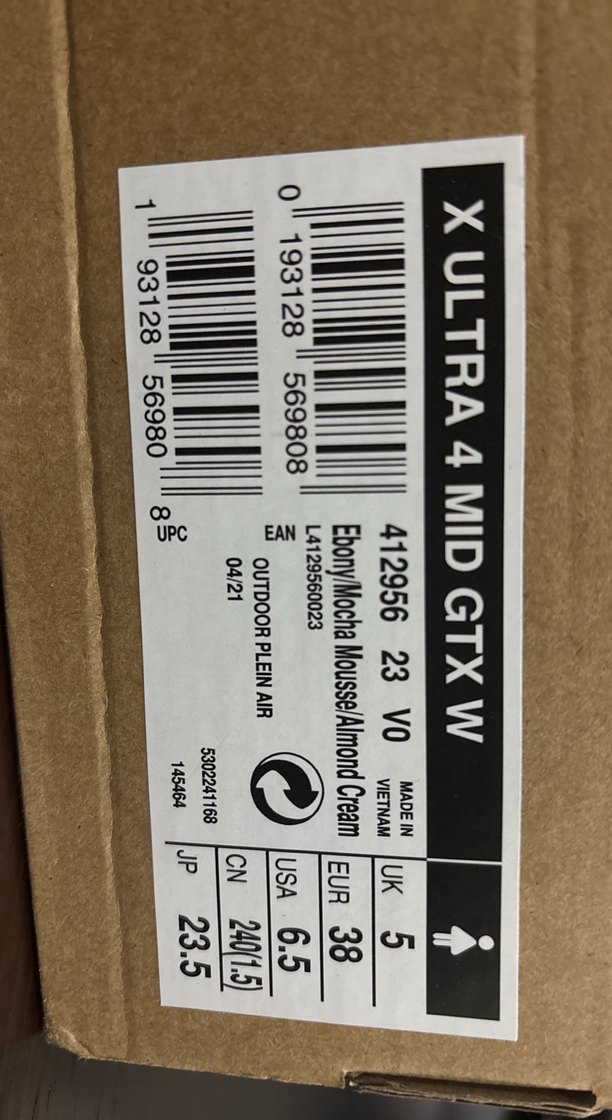 X ULTRA 4 MID GTX W
0 193128 569808
1 93128 56980 8
UPC
EAN
412956 23 V0
MADE IN
VIETNAM
Ebony/Mocha Mousse/Almond Cream
L4129560023
OUTDOOR PLEIN AIR
04/21
5302241168
145464
UK 5
EUR 38
USA 6.5
CN 240(1.5)
JP 23.5